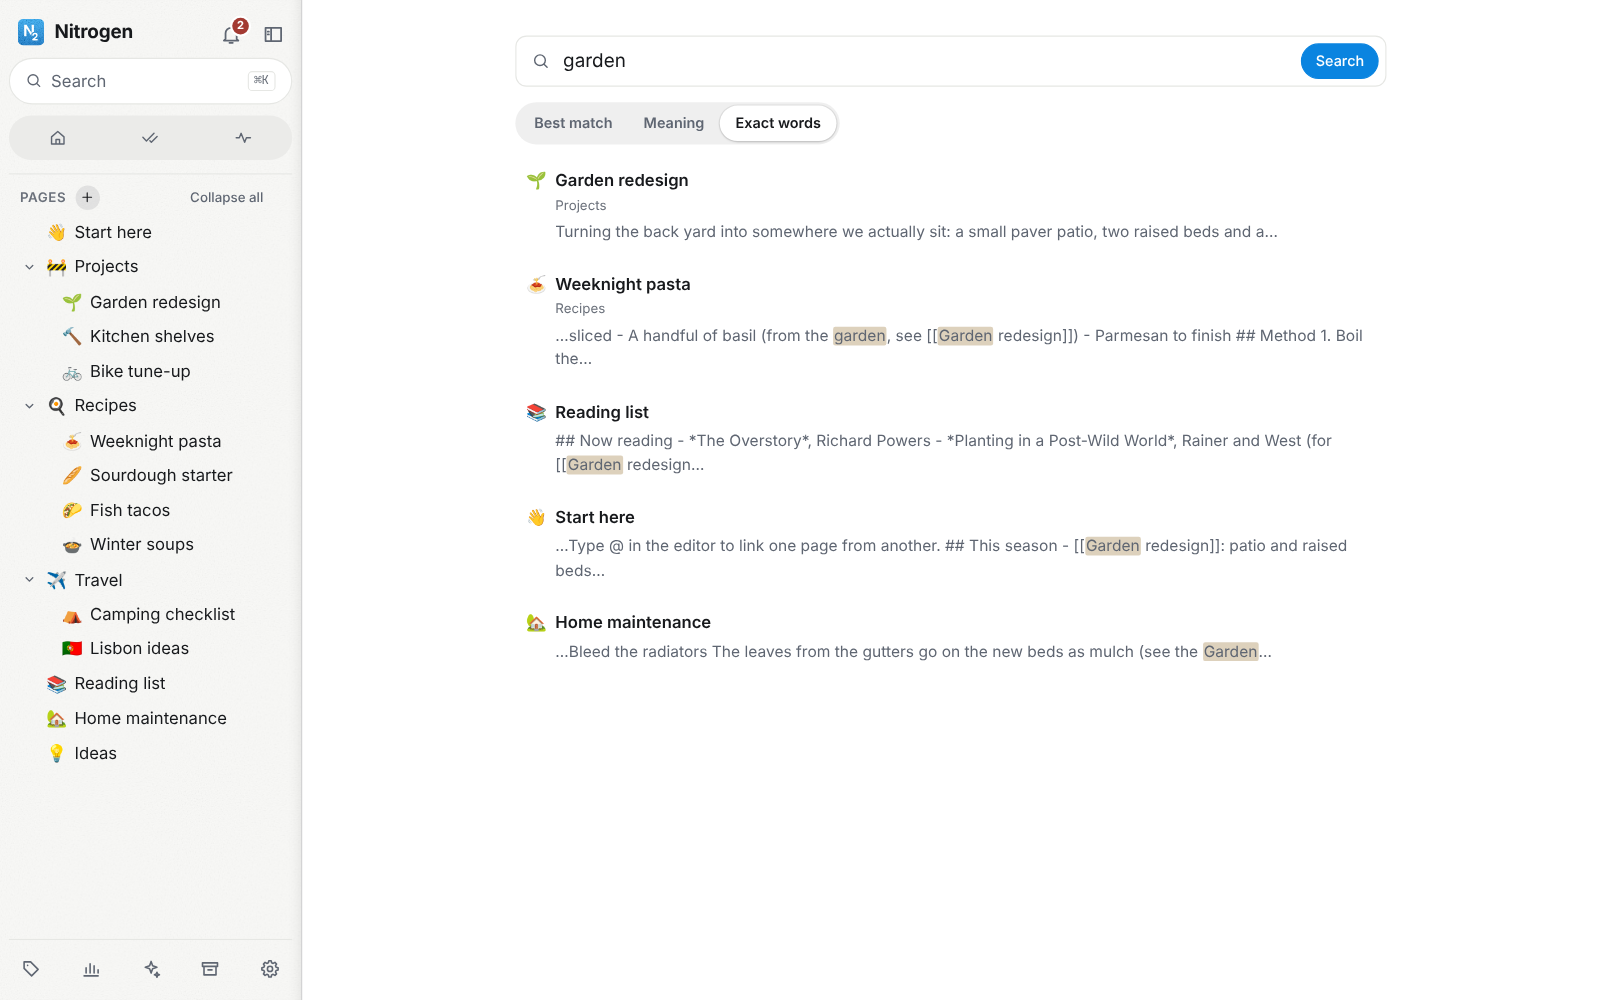 N2 Nitrogen 2
Search ⌘K
PAGES + Collapse all
Start here
Projects
Garden redesign
Kitchen shelves
Bike tune-up
Recipes
Weeknight pasta
Sourdough starter
Fish tacos
Winter soups
Travel
Camping checklist
Lisbon ideas
Reading list
Home maintenance
Ideas
garden Search
Best match Meaning Exact words
Garden redesign
Projects
Turning the back yard into somewhere we actually sit: a small paver patio, two raised beds and a...
Weeknight pasta
Recipes
...sliced - A handful of basil (from the garden, see [[Garden redesign]]) - Parmesan to finish ## Method 1. Boil
the...
Reading list
## Now reading - *The Overstory*, Richard Powers - *Planting in a Post-Wild World*, Rainer and West (for
[[Garden redesign...
Start here
...Type @ in the editor to link one page from another. ## This season - [[Garden redesign]]: patio and raised
beds...
Home maintenance
...Bleed the radiators The leaves from the gutters go on the new beds as mulch (see the Garden...